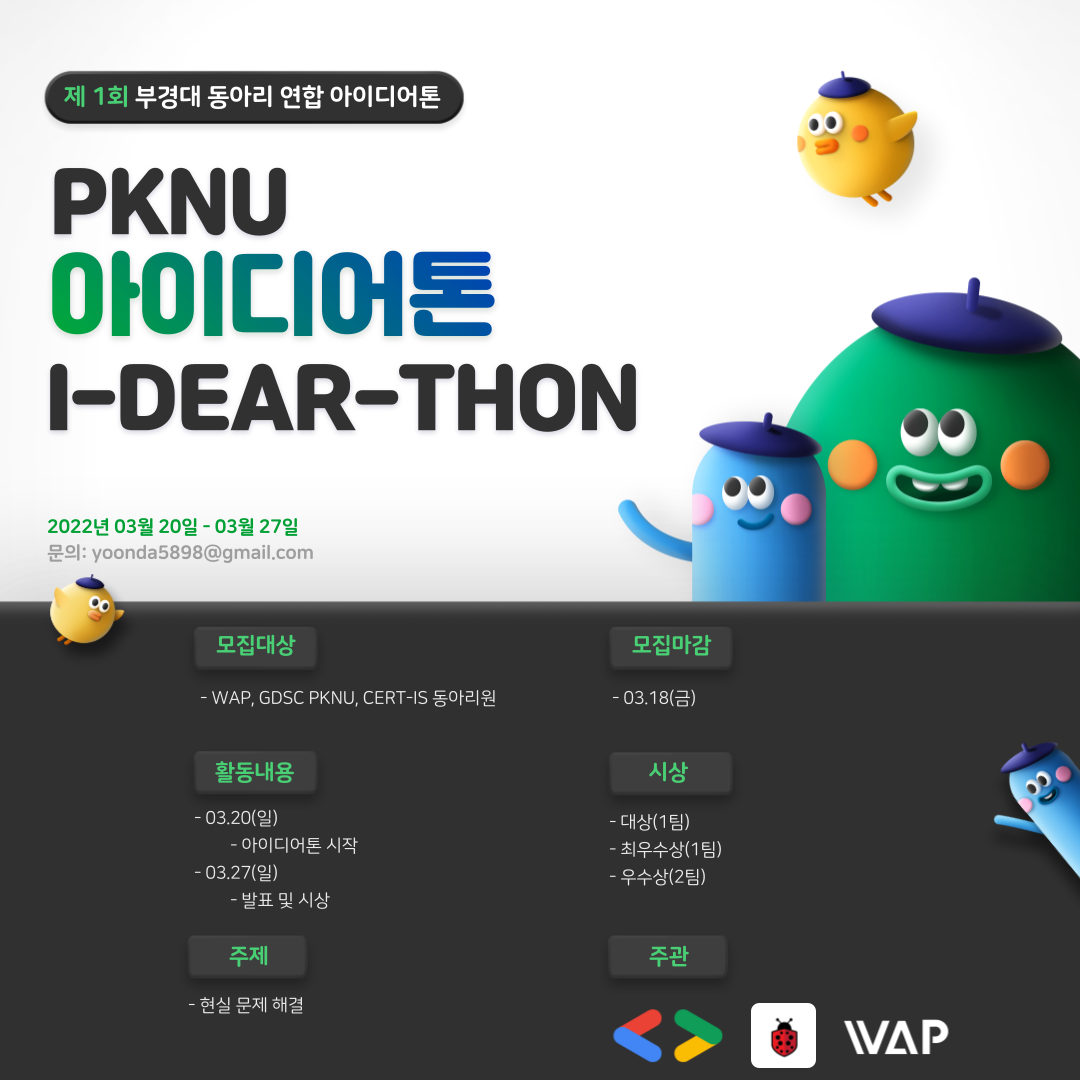 제 1회 부경대 동아리 연합 아이디어톤
PKNU
아이디어톤
I-DEAR-THON
2022년 03월 20일 - 03월 27일
문의: yoonda5898@gmail.com
모집대상
- WAP, GDSC PKNU, CERT-IS 동아리원
모집마감
- 03.18(금)
활동내용
- 03.20(일)
- 아이디어톤 시작
- 03.27(일)
- 발표 및 시상
시상
- 대상(1팀)
- 최우수상(1팀)
- 우수상(2팀)
주제
- 현실 문제 해결
주관
WAP